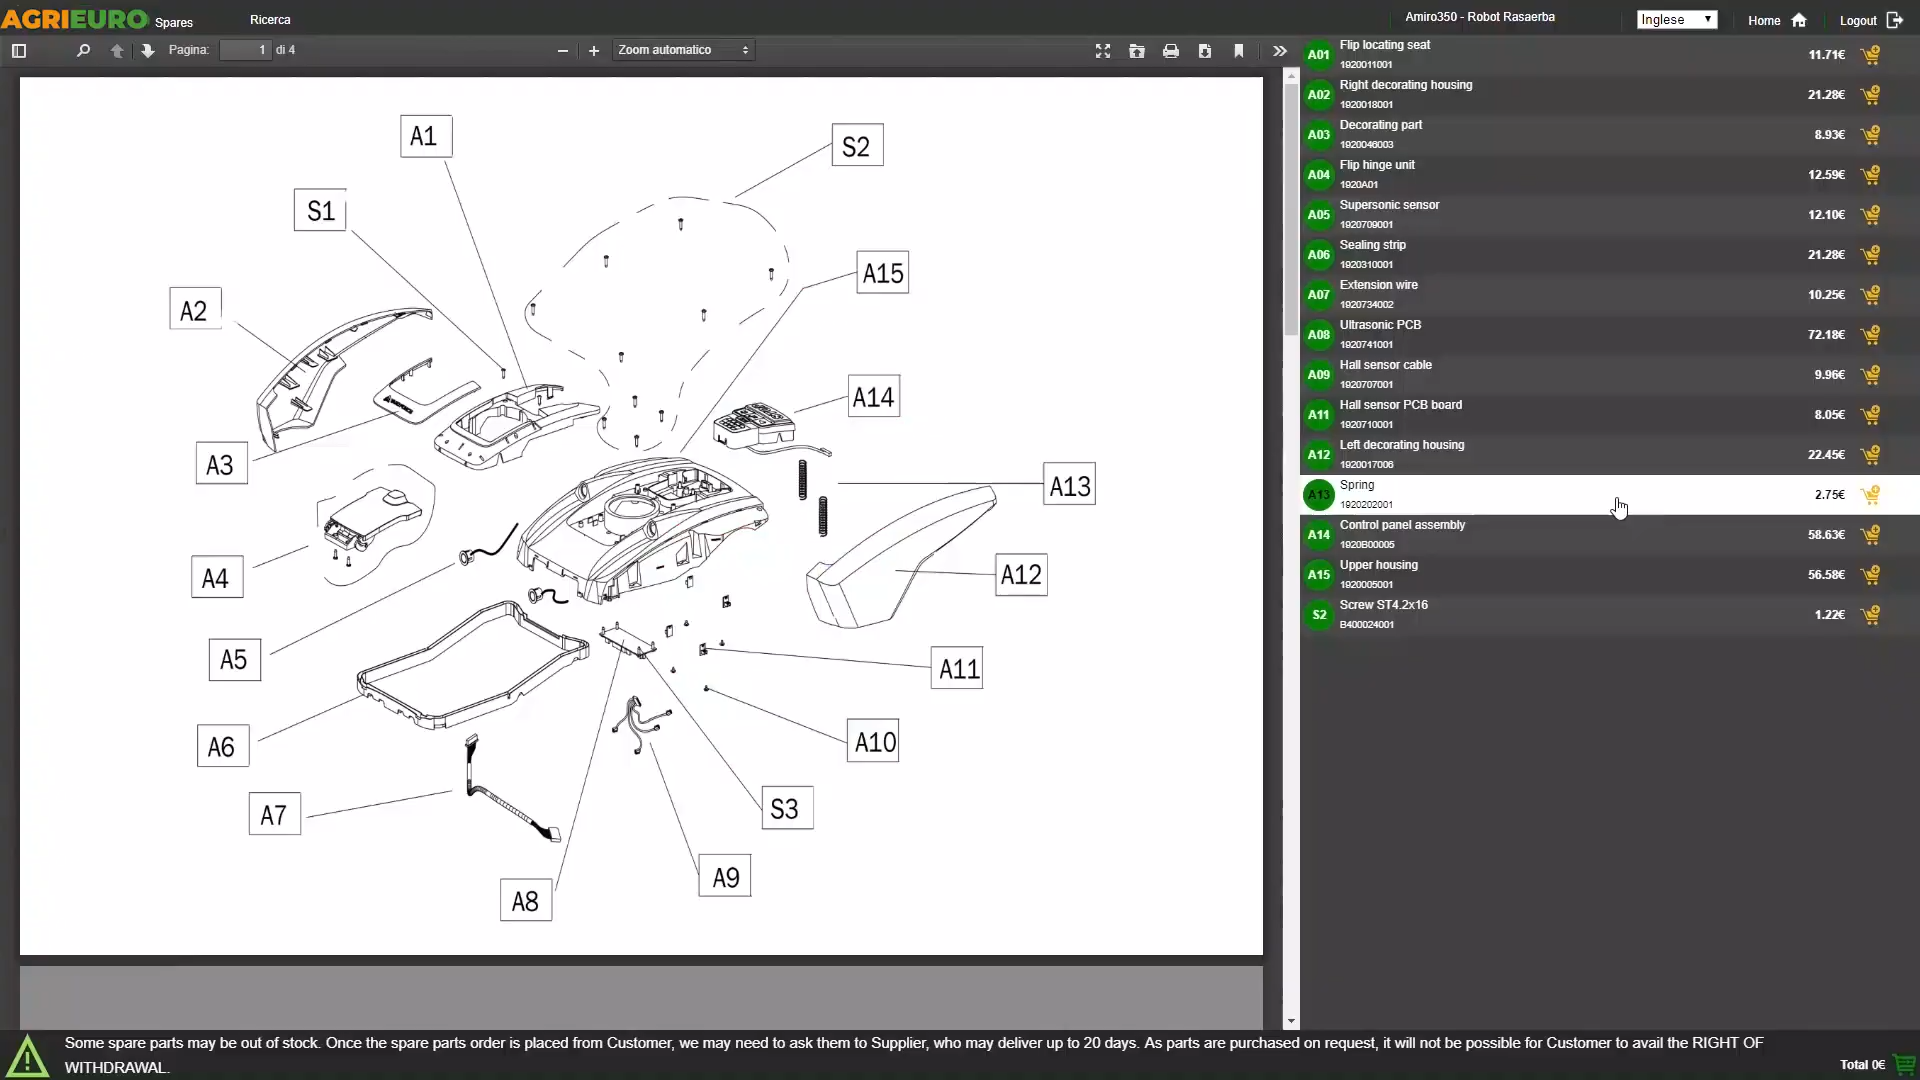 AGRIEURO Spares
Ricerca
Amiro350 - Robot Rasaerba
Inglese
Home
Logout
Pagina: 1 di 4
Zoom automatico
A1
S2
S1
A15
A2
A14
A3
A13
A4
A12
A5
A11
A6
A10
A7
S3
A9
A8
A01 Flip locating seat 11.71€
1920011001
A02 Right decorating housing 21.28€
1920018001
A03 Decorating part 8.93€
1920046003
A04 Flip hinge unit 12.59€
1920A01
A05 Supersonic sensor 12.10€
1920709001
A06 Sealing strip 21.28€
1920310001
A07 Extension wire 10.25€
1920734002
A08 Ultrasonic PCB 72.18€
1920741001
A09 Hall sensor cable 9.96€
1920707001
A11 Hall sensor PCB board 8.05€
1920710001
A12 Left decorating housing 22.45€
1920017006
A13 Spring 2.75€
1920202001
A14 Control panel assembly 58.63€
1920B00005
A15 Upper housing 56.58€
1920005001
S2 Screw ST4.2x16 1.22€
B400024001
Some spare parts may be out of stock. Once the spare parts order is placed from Customer, we may need to ask them to Supplier, who may deliver up to 20 days. As parts are purchased on request, it will not be possible for Customer to avail the RIGHT OF
WITHDRAWAL.
Total 0€